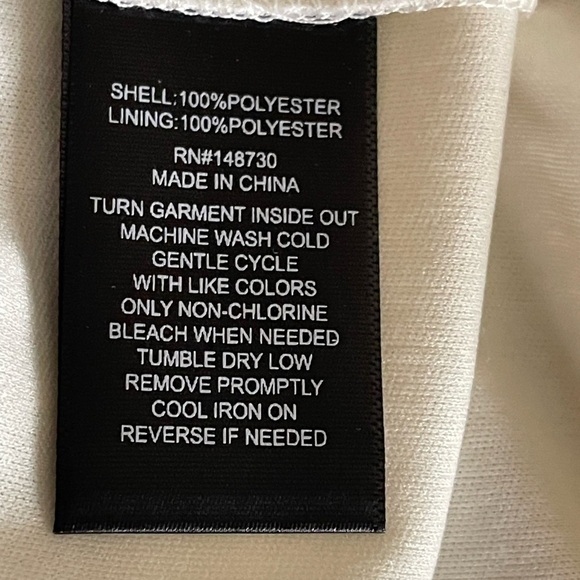 SHELL:100%POLYESTER
LINING:100%POLYESTER
RN#148730
MADE IN CHINA
TURN GARMENT INSIDE OUT
MACHINE WASH COLD
GENTLE CYCLE
WITH LIKE COLORS
ONLY NON-CHLORINE
BLEACH WHEN NEEDED
TUMBLE DRY LOW
REMOVE PROMPTLY
COOL IRON ON
REVERSE IF NEEDED